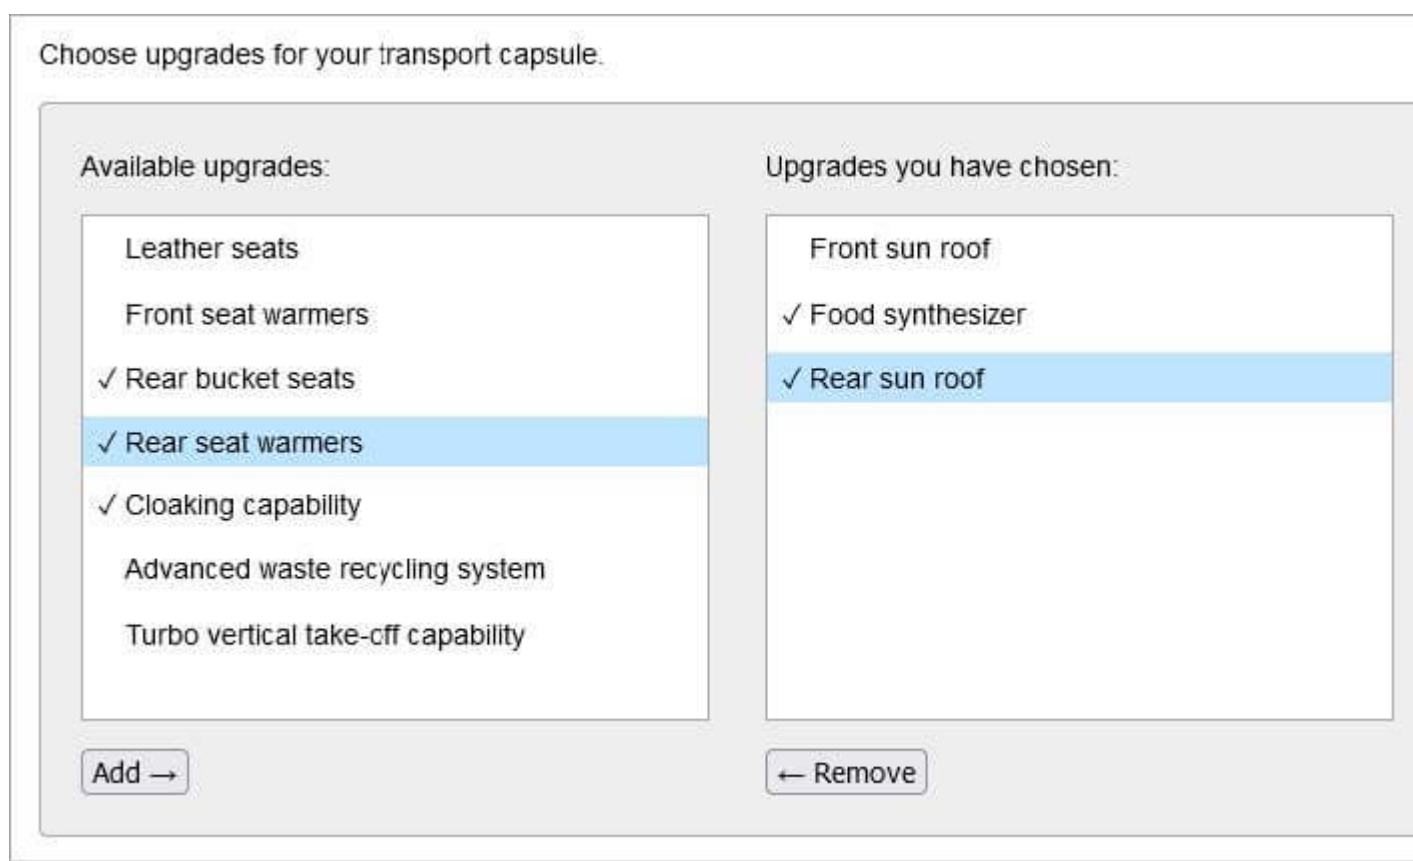 Choose upgrades for your transport capsule.
Available upgrades:
Leather seats
Front seat warmers
✓ Rear bucket seats
✓ Rear seat warmers
✓ Cloaking capability
Advanced waste recycling system
Turbo vertical take-off capability
Add →
Upgrades you have chosen:
Front sun roof
✓ Food synthesizer
✓ Rear sun roof
← Remove